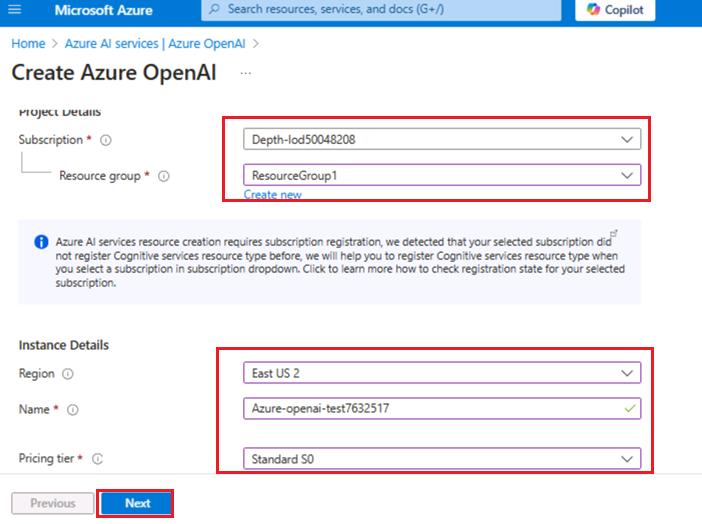 Microsoft Azure
Search resources, services, and docs (G+/)
Copilot
Home > Azure AI services | Azure OpenAI >
Create Azure OpenAI ...
Project Details
Subscription *
Depth-lod50048208
Resource group *
ResourceGroup1
Create new
Azure AI services resource creation requires subscription registration, we detected that your selected subscription did
not register Cognitive services resource type before, we will help you to register Cognitive services resource type when
you select a subscription in subscription dropdown. Click to learn more how to check registration state for your selected
subscription.
Instance Details
Region
East US 2
Name *
Azure-openai-test7632517
Pricing tier *
Standard S0
Previous
Next